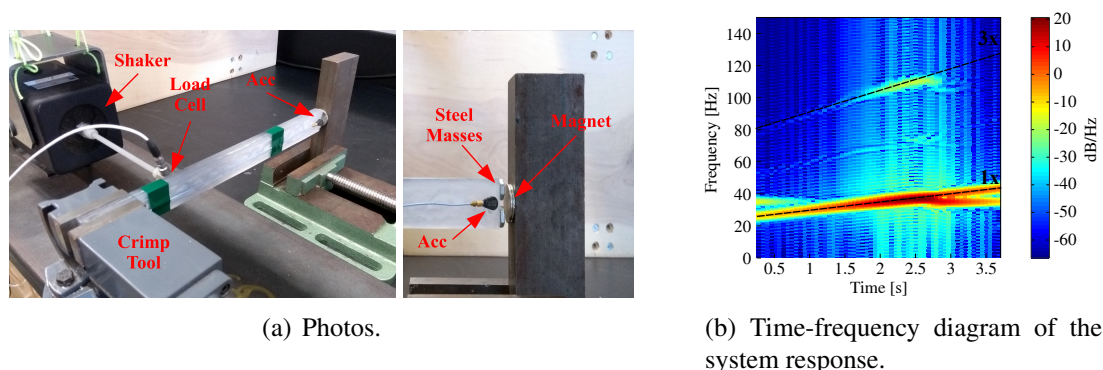 Shaker
Load
Cell
Acc
Crimp
Tool
Steel
Masses
Magnet
Acc
(a) Photos.
140
120
100
80
60
40
20
0
Frequency [Hz]
0.5 1 1.5 2 2.5 3 3.5
Time [s]
3x
1x
20
10
0
-10
-20
-30
-40
-50
-60
dB/Hz
(b) Time-frequency diagram of the
system response.